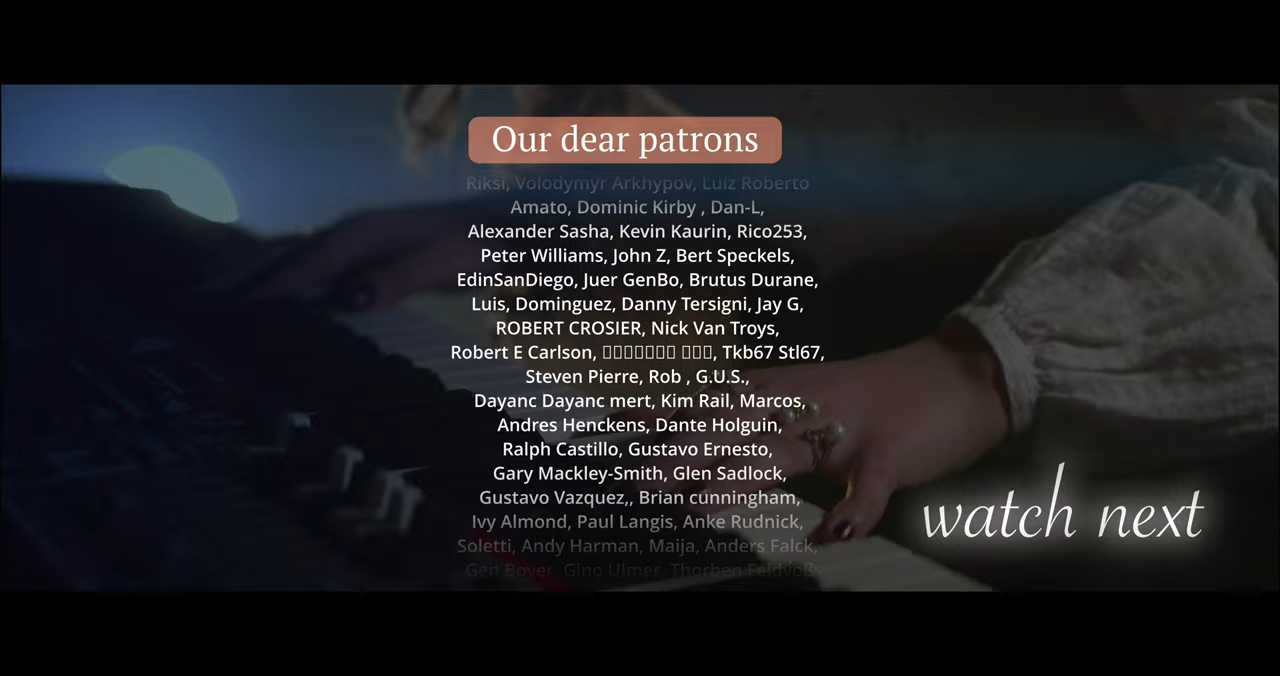 Our dear patrons
Riksi, Volodymyr Arkhypov, Luiz Roberto
Amato, Dominic Kirby , Dan-L,
Alexander Sasha, Kevin Kaurin, Rico253,
Peter Williams, John Z, Bert Speckels,
EdinSanDiego, Juer GenBo, Brutus Durane,
Luis, Dominguez, Danny Tersigni, Jay G,
ROBERT CROSIER, Nick Van Troys,
Robert E Carlson, , Tkb67 Stl67,
Steven Pierre, Rob , G.U.S.,
Dayanc Dayanc mert, Kim Rail, Marcos,
Andres Henckens, Dante Holguin,
Ralph Castillo, Gustavo Ernesto,
Gary Mackley-Smith, Glen Sadlock,
Gustavo Vazquez,, Brian cunningham,
Ivy Almond, Paul Langis, Anke Rudnick,
Soletti, Andy Harman, Maija, Anders Falck,
Gen Boyer, Gino Ulmer, Thorben Feldvoß
watch next